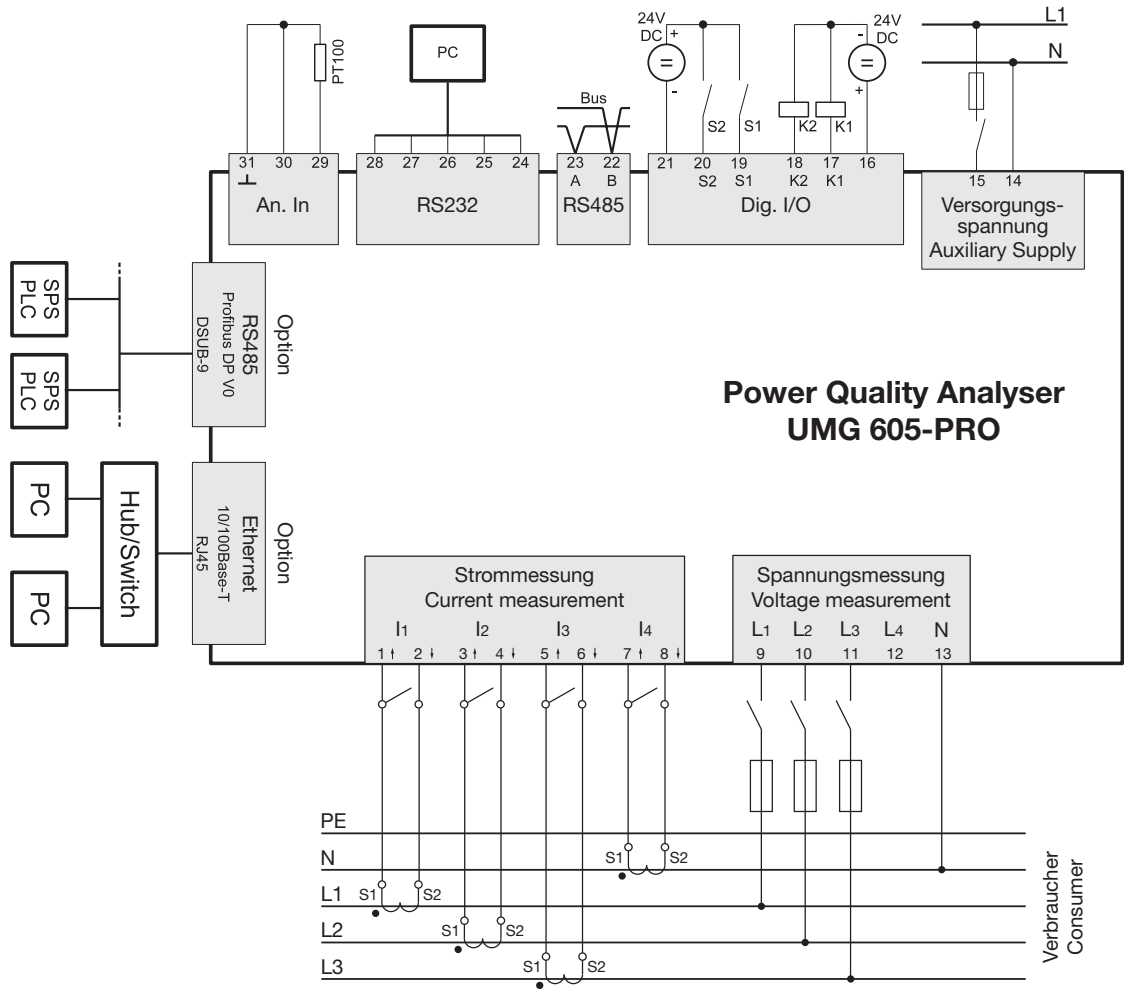 24V
DC
+
-
S2
S1
24V
DC
-
+
K2
K1
L1
N
PT100
PC
Bus
31
30
29
An. In
28
27
26
25
24
RS232
23
22
A
B
RS485
21
20
19
18
17
16
S2
S1
K2
K1
Dig. I/O
15
14
Versorgungs-
spannung
Auxiliary Supply
SPS
PLC
SPS
PLC
RS485
Profibus DP V0
DSUB-9
Option
Power Quality Analyser
UMG 605-PRO
PC
PC
Hub/Switch
Ethernet
10/100Base-T
RJ45
Option
Strommessung
Current measurement
I1
I2
I3
I4
1
2
3
4
5
6
7
8
Spannungsmessung
Voltage measurement
L1
L2
L3
L4
N
9
10
11
12
13
PE
N
S1
S2
L1
S1
S2
L2
S1
S2
L3
S1
S2
Verbraucher
Consumer